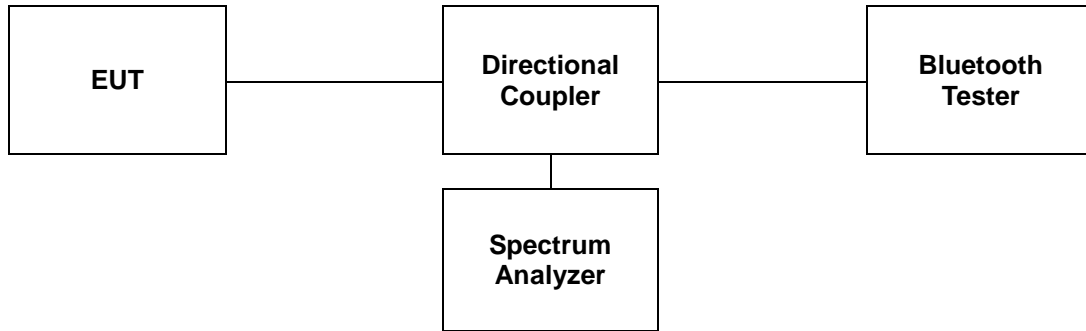 EUT
Directional
Coupler
Bluetooth
Tester
Spectrum
Analyzer